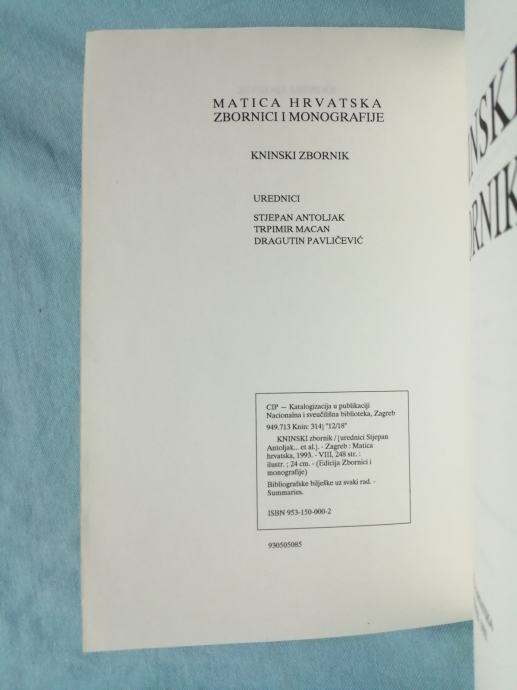 MATICA HRVATSKA
ZBORNICI I MONOGRAFIJE
KNINSKI ZBORNIK
UREDNICI
STJEPAN ANTOLJAK
TRPIMIR MACAN
DRAGUTIN PAVLIČEVIĆ
CIP — Katalogizacija u publikaciji
Nacionalna i sveučilišna biblioteka, Zagreb
949.713 Knin: 314] "12/18"
KNINSKI zbornik / [urednici Stjepan
Antoljak... et al.]. - Zagreb : Matica
hrvatska, 1993. - VIII, 248 str. :
ilustr. ; 24 cm. - (Edicija Zbornici i
monografije)
Bibliografske bilješke uz svaki rad. -
Summaries.
ISBN 953-150-000-2
930505085
INSKI
ORNIK